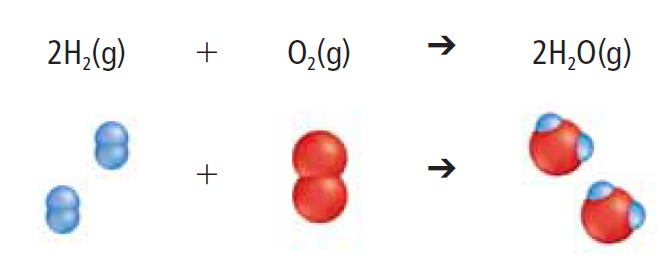 2H₂(g) + O₂(g) → 2H₂O(g)
+ →